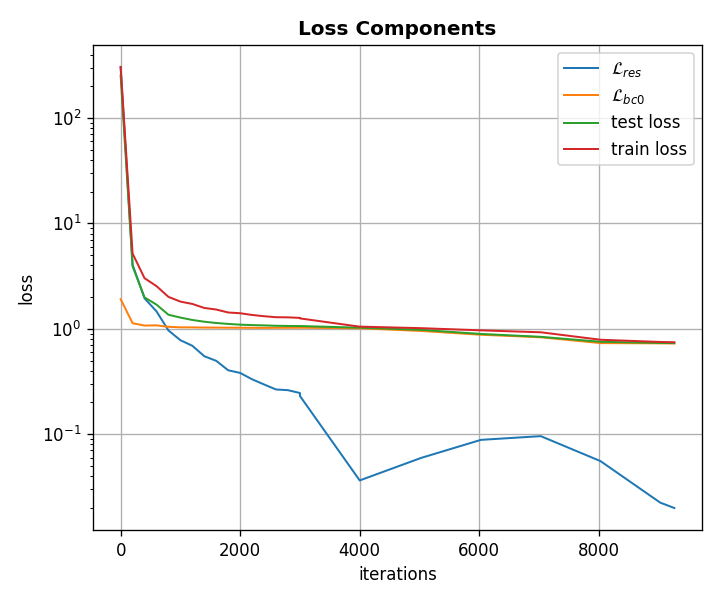 Loss Components
ℒ_res
ℒ_bc0
test loss
train loss
loss
10²
10¹
10⁰
10⁻¹
0 2000 4000 6000 8000
iterations